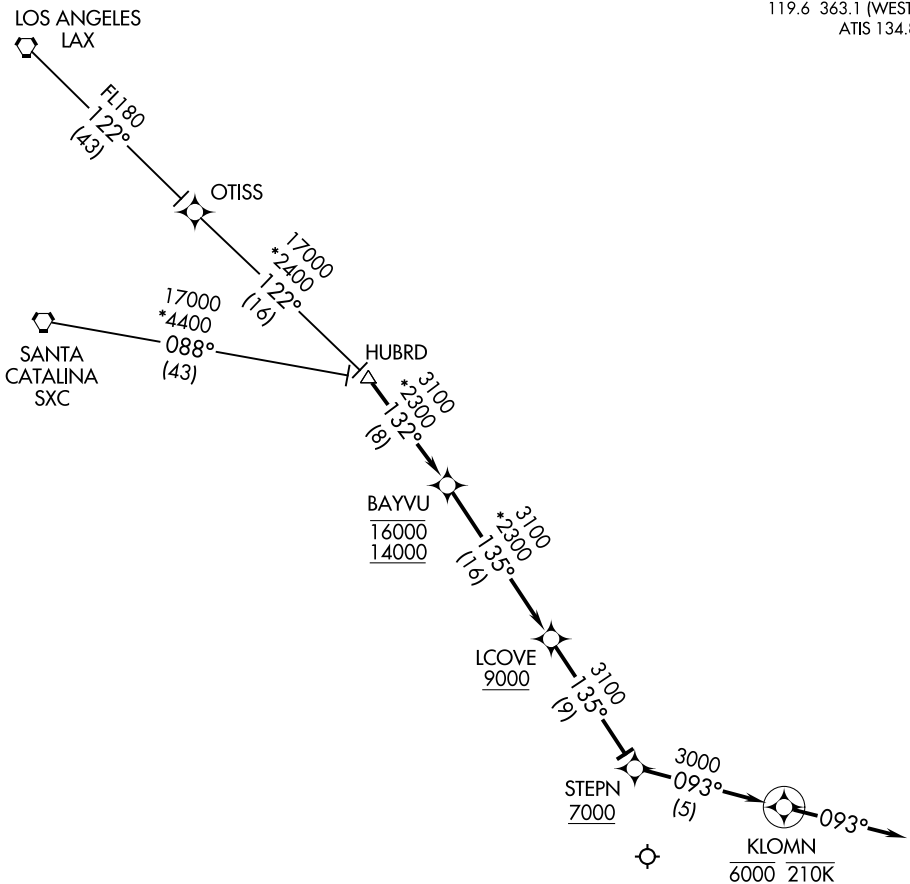 LOS ANGELES
LAX
119.6 363.1 (WEST
ATIS 134.8
FL180
122°
(43)
OTISS
17000
*2400
122°
(16)
17000
*4400
088°
(43)
SANTA
CATALINA
SXC
HUBRD
3100
*2300
132°
(8)
BAYVU
16000
14000
3100
*2300
135°
(16)
LCOVE
9000
3100
135°
(9)
STEPN
7000
3000
093°
(5)
093°
KLOMN
6000 210K